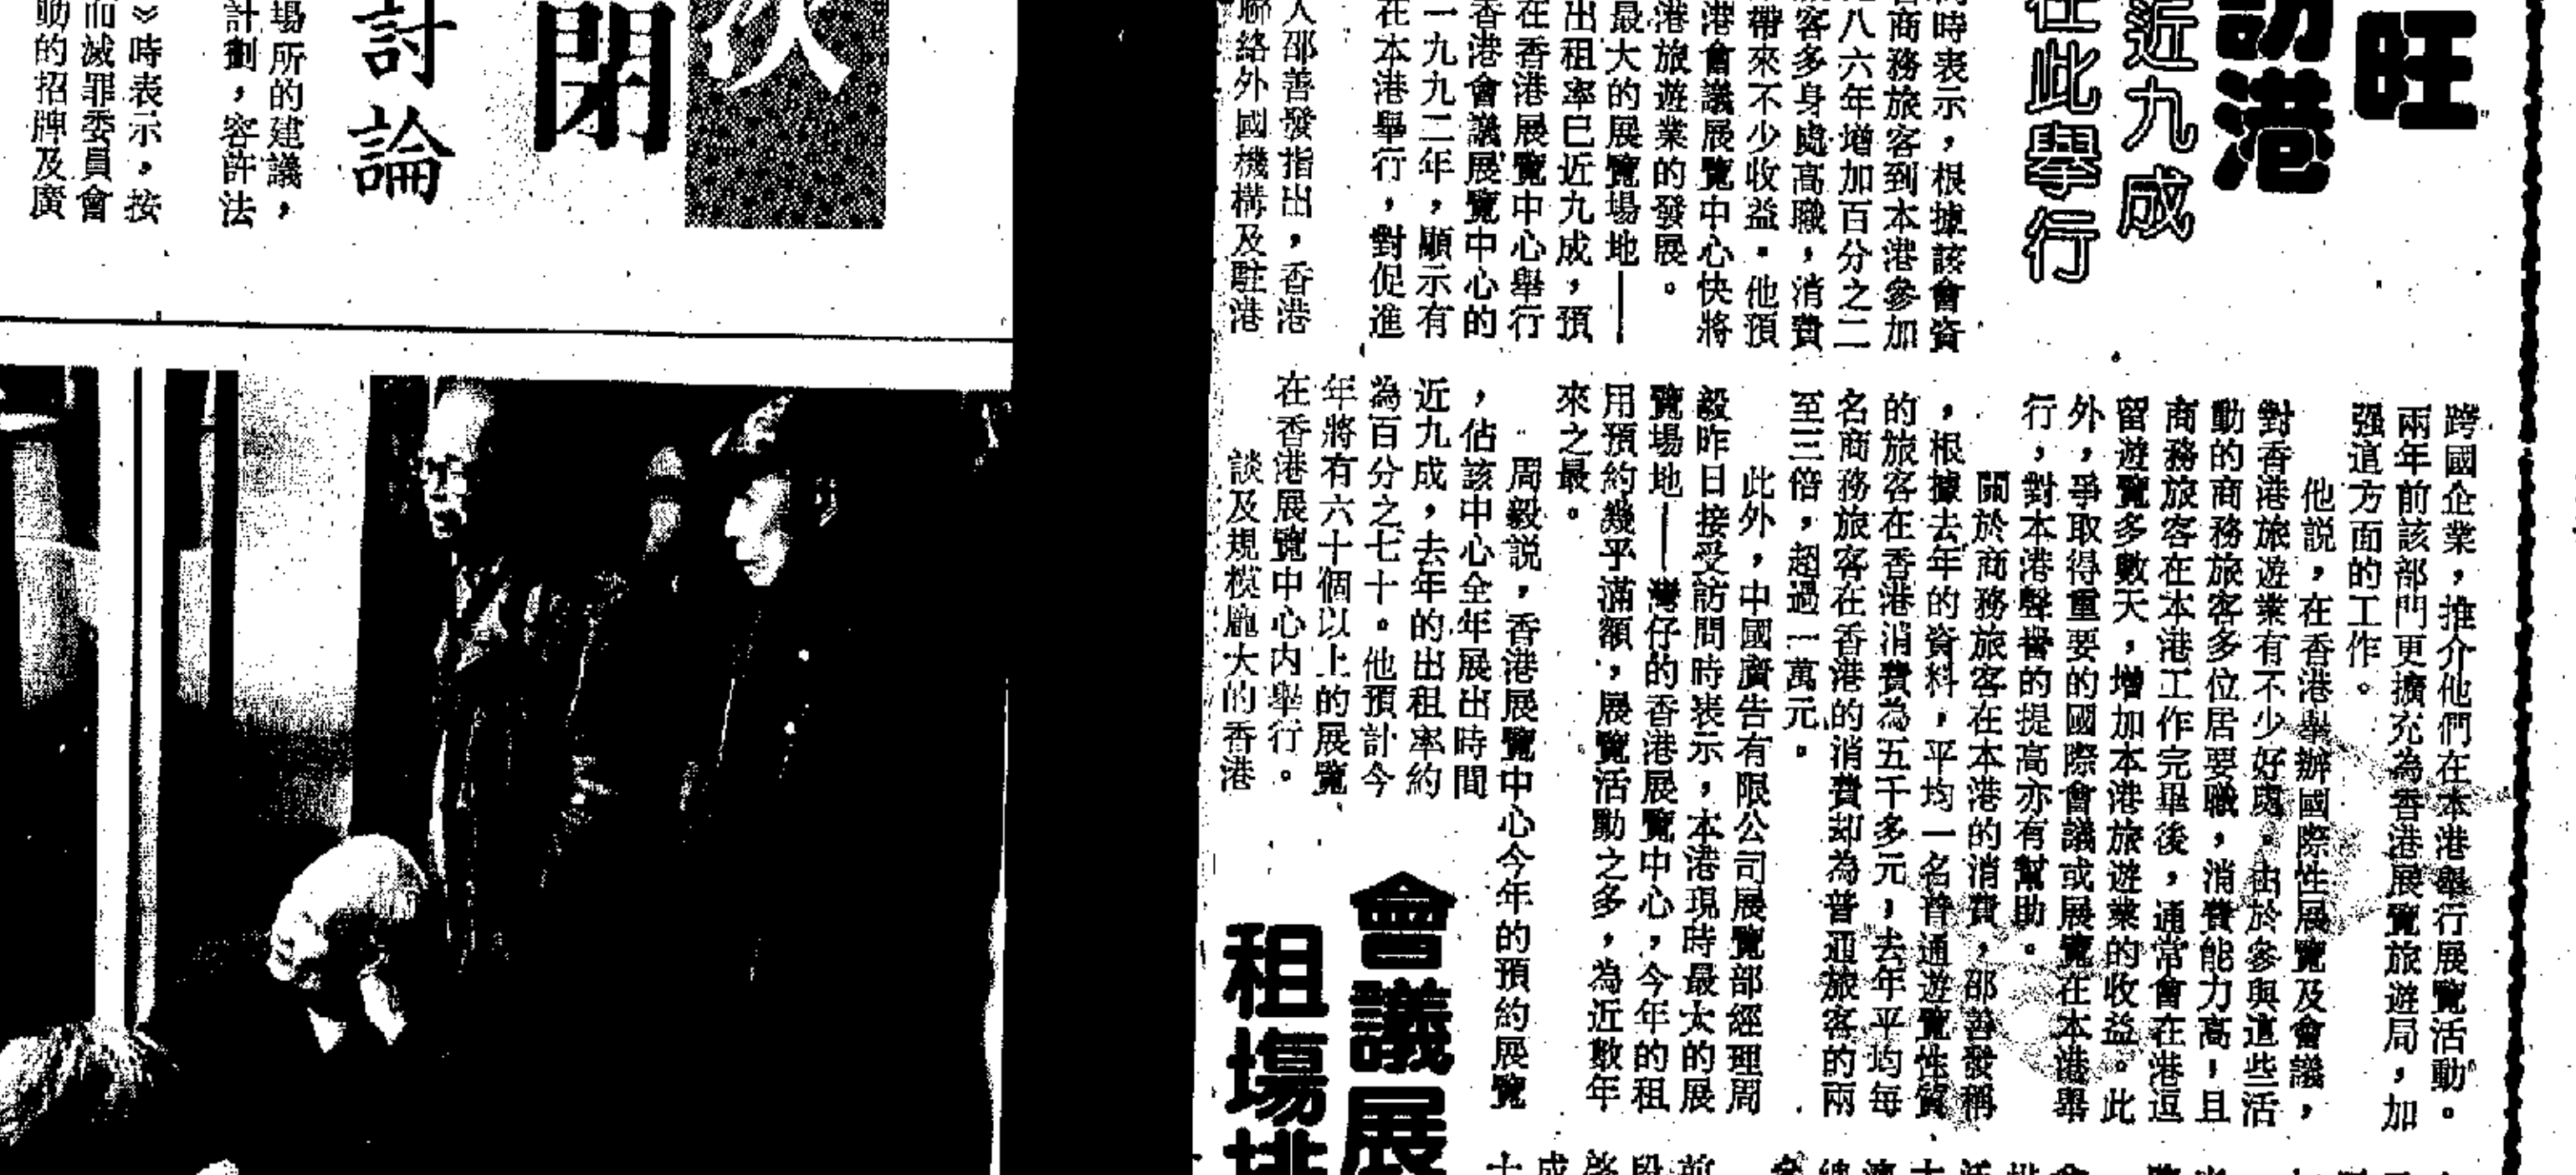 旺
訪港
近九成
在此舉行
時表示，根據該會資
商務旅客到本港參加
八六年增加百分之二
客多身處高職，消費
帶來不少收益。他預
港會議展覽中心快將
港旅遊業的發展。
最大的展覽場地——
出租率已近九成，預
在香港展覽中心舉行
香港會議展覽中心的
一九九二年，顯示有
在本港舉行，對促進
人邵善發指出，香港
聯絡外國機構及駐港
跨國企業，推介他們在本港舉行展覽活動。
兩年前該部門更擴充為香港展覽旅遊局，加
强這方面的工作。
他説，在香港舉辦國際性展覽及會議，
對香港旅遊業有不少好處。由於參與這些活
動的商務旅客多位居要職，消費能力高，且
商務旅客在本港工作完畢後，通常會在港逗
留遊覽多數天，增加本港旅遊業的收益。此
外，爭取得重要的國際會議或展覽在本港舉
行，對本港聲譽的提高亦有幫助。
關於商務旅客在本港的消費，邵善發稱
，根據去年的資料，平均一名普通遊覽性質
的旅客在香港消費為五千多元，去年平均每
名商務旅客在香港的消費却為普通旅客的兩
至三倍，超過一萬元。
此外，中國廣告有限公司展覽部經理周
毅昨日接受訪問時表示，本港現時最大的展
覽場地——灣仔的香港展覽中心，今年的租
用預約幾乎滿額，展覽活動之多，為近數年
來之最。
周毅説，香港展覽中心今年的預約展覽
，佔該中心全年展出時間
近九成，去年的出租率約
為百分之七十。他預計今
年將有六十個以上的展覽
在香港展覽中心內舉行。
談及規模龐大的香港
會議展
租場
閉
討論
場所的建議，
計劃，容許法
》時表示，按
而滅罪委員會
動的招牌及廣